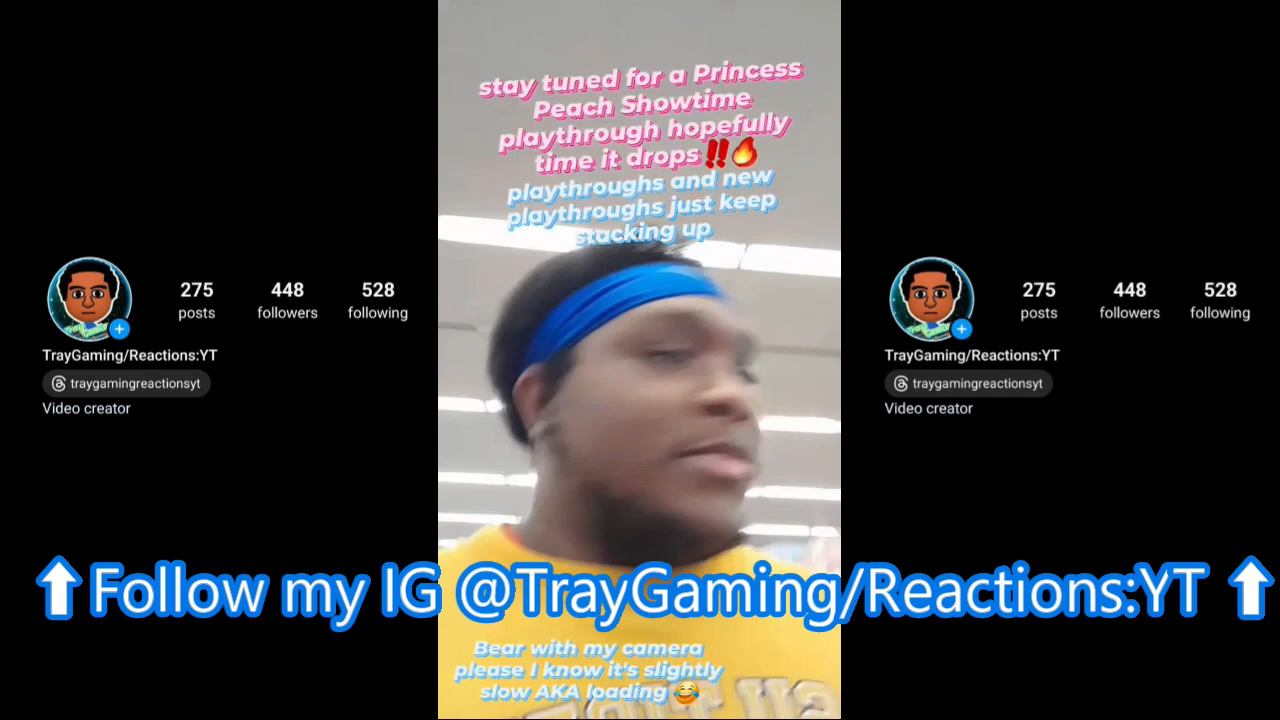 stay tuned for a Princess
Peach Showtime
playthrough hopefully
time it drops‼️🔥
playthroughs and new
playthroughs just keep
stacking up
275 448 528
posts followers following
TrayGaming/Reactions:YT
traygamingreactionsyt
Video creator
275 448 528
posts followers following
TrayGaming/Reactions:YT
traygamingreactionsyt
Video creator
⬆Follow my IG @TrayGaming/Reactions:YT ⬆
Bear with my camera
please I know it's slightly
slow AKA loading 😂